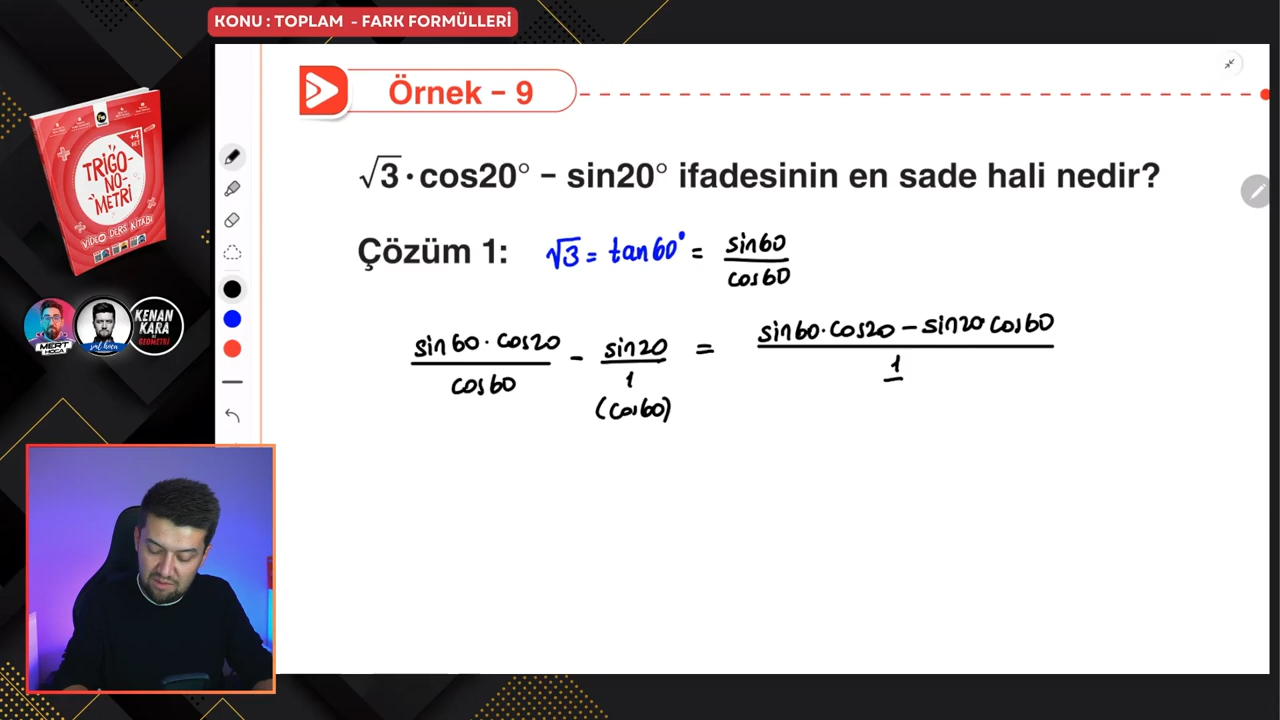 KONU : TOPLAM - FARK FORMÜLLERİ
Örnek - 9
√3 · cos20° - sin20° ifadesinin en sade hali nedir?
Çözüm 1: √3 = tan60° = sin60 / cos60
sin60 · cos20 / cos60 - sin20 / 1 (cos60) = sin60 · cos20 - sin20 cos60 / 1
+4 NET
TRİGO-
NO-
METRİ
VİDEO DERS KİTABI
MERT HOCA
KENAN
KARA
GEOMETRİ